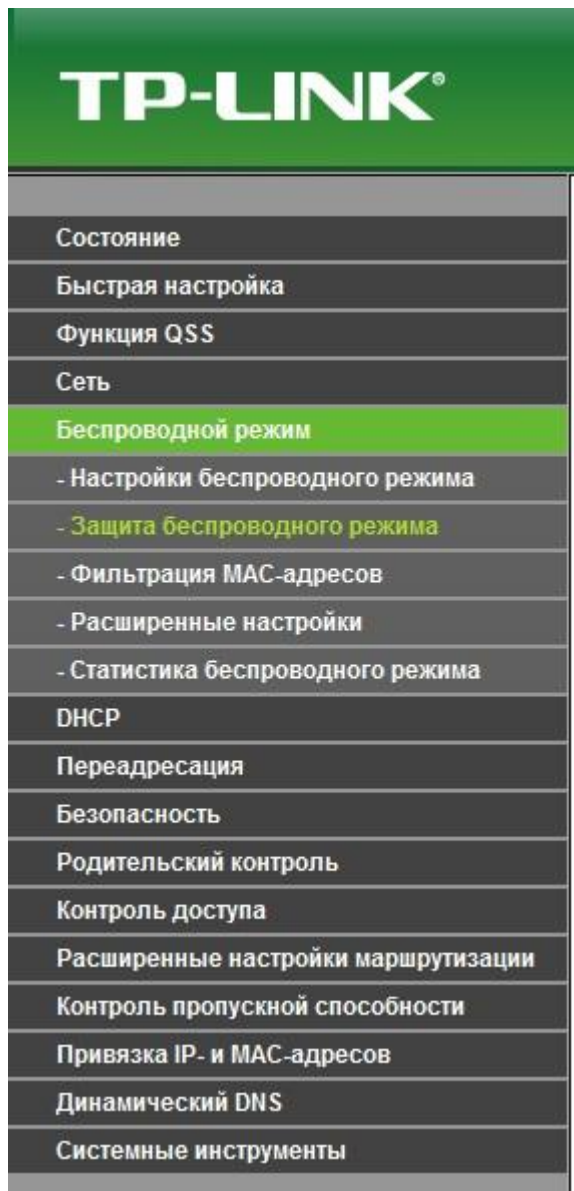 TP-LINK®
Состояние
Быстрая настройка
Функция QSS
Сеть
Беспроводной режим
- Настройки беспроводного режима
- Защита беспроводного режима
- Фильтрация MAC-адресов
- Расширенные настройки
- Статистика беспроводного режима
DHCP
Переадресация
Безопасность
Родительский контроль
Контроль доступа
Расширенные настройки маршрутизации
Контроль пропускной способности
Привязка IP- и MAC-адресов
Динамический DNS
Системные инструменты